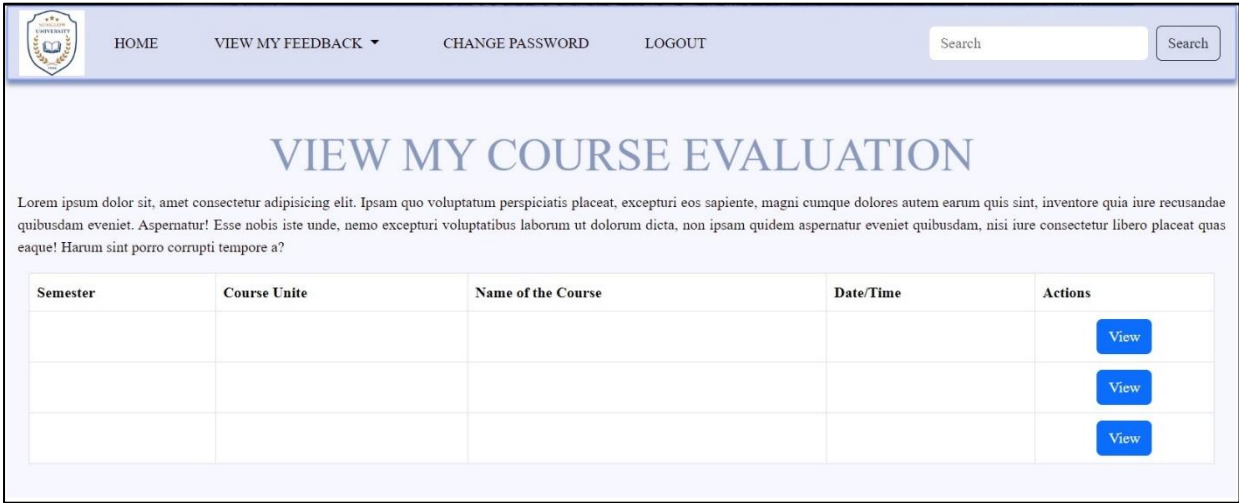 UNIVERSITY
HOME VIEW MY FEEDBACK CHANGE PASSWORD LOGOUT Search Search
VIEW MY COURSE EVALUATION
Lorem ipsum dolor sit, amet consectetur adipisicing elit. Ipsam quo voluptatum perspiciatis placeat, excepturi eos sapiente, magni cumque dolores autem earum quis sint, inventore quia iure recusandae
quibusdam eveniet. Aspernatur! Esse nobis iste unde, nemo excepturi voluptatibus laborum ut dolorum dicta, non ipsam quidem aspernatur eveniet quibusdam, nisi iure consectetur libero placeat quas
eaque! Harum sint porro corrupti tempore a?
Semester Course Unite Name of the Course Date/Time Actions
View
View
View